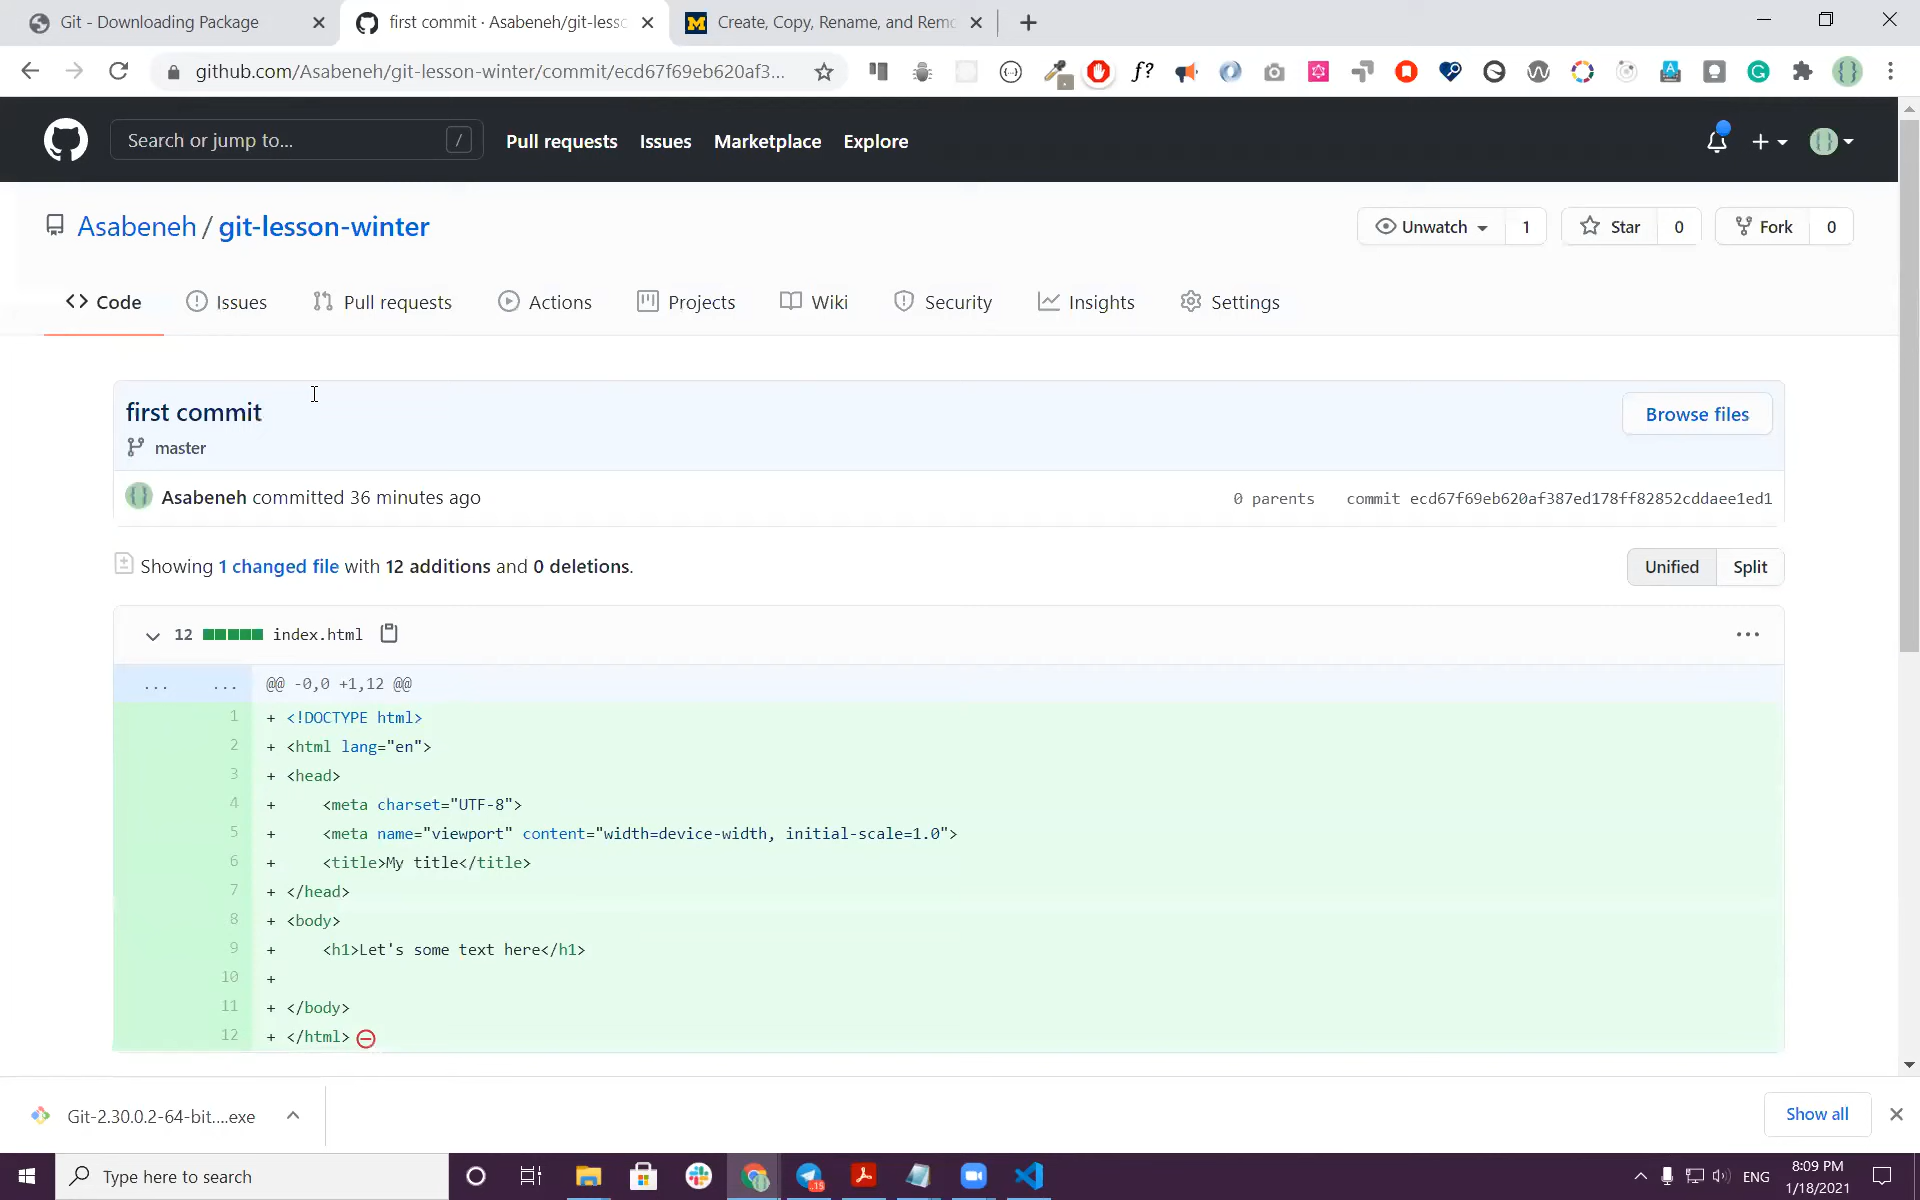 Git - Downloading Package
first commit · Asabeneh/git-lesso
Create, Copy, Rename, and Remo
github.com/Asabeneh/git-lesson-winter/commit/ecd67f69eb620af3...
Search or jump to...
/
Pull requests
Issues
Marketplace
Explore
Asabeneh / git-lesson-winter
Unwatch 1
Star 0
Fork 0
Code
Issues
Pull requests
Actions
Projects
Wiki
Security
Insights
Settings
first commit
Browse files
master
Asabeneh committed 36 minutes ago
0 parents commit ecd67f69eb620af387ed178ff82852cddaee1ed1
Showing 1 changed file with 12 additions and 0 deletions.
Unified Split
12 index.html
... ... @@ -0,0 +1,12 @@
1 + <!DOCTYPE html>
2 + <html lang="en">
3 + <head>
4 + <meta charset="UTF-8">
5 + <meta name="viewport" content="width=device-width, initial-scale=1.0">
6 + <title>My title</title>
7 + </head>
8 + <body>
9 + <h1>Let's some text here</h1>
10 +
11 + </body>
12 + </html>
Git-2.30.0.2-64-bit....exe
Show all
Type here to search
ENG
8:09 PM
1/18/2021